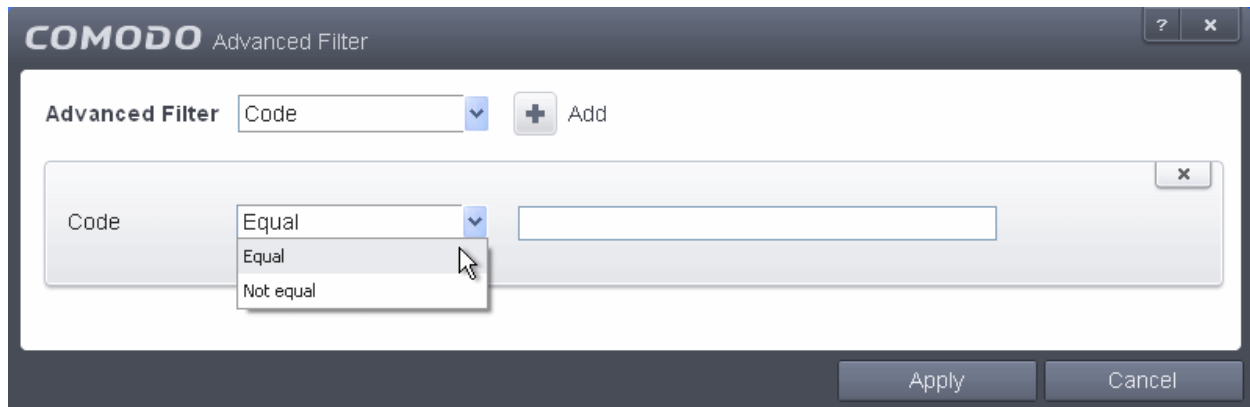 COMODO Advanced Filter ? x
Advanced Filter Code + Add
x
Code Equal
Equal
Not equal
Apply Cancel